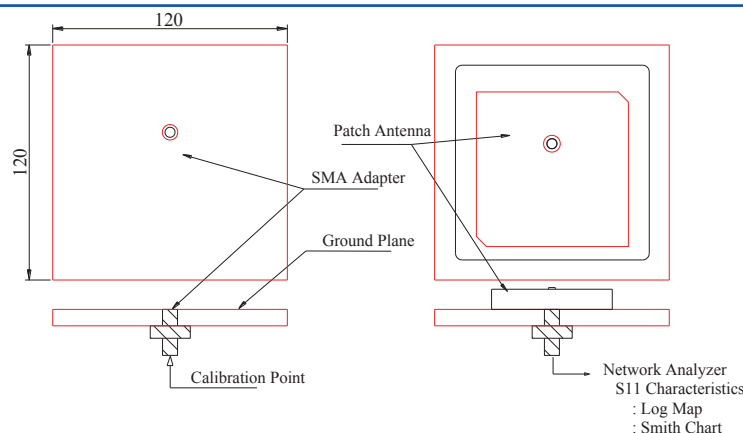 120
120
Patch Antenna
SMA Adapter
Ground Plane
Calibration Point
Network Analyzer
S11 Characteristics
: Log Map
: Smith Chart